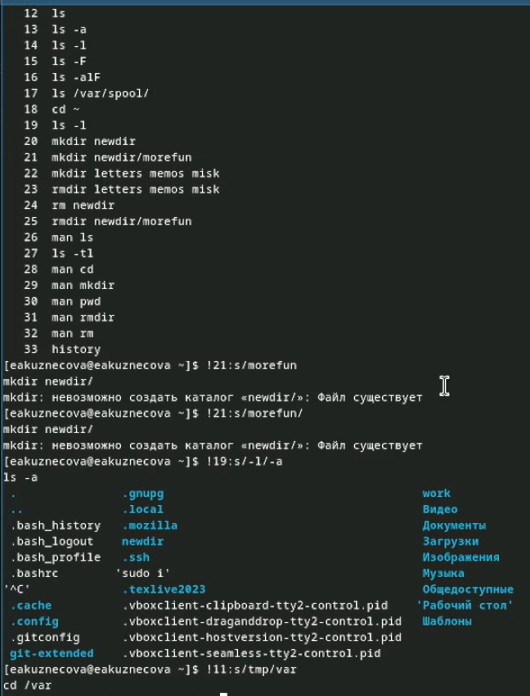 12 ls
13 ls -a
14 ls -l
15 ls -F
16 ls -alF
17 ls /var/spool/
18 cd ~
19 ls -l
20 mkdir newdir
21 mkdir newdir/morefun
22 mkdir letters memos misk
23 rmdir letters memos misk
24 rm newdir
25 rmdir newdir/morefun
26 man ls
27 ls -tl
28 man cd
29 man mkdir
30 man pwd
31 man rmdir
32 man rm
33 history
[eakuznecova@eakuznecova ~]$ !21:s/morefun
mkdir newdir/
mkdir: невозможно создать каталог «newdir/»: Файл существует
[eakuznecova@eakuznecova ~]$ !21:s/morefun/
mkdir newdir/
mkdir: невозможно создать каталог «newdir/»: Файл существует
[eakuznecova@eakuznecova ~]$ !19:s/-l/-a
ls -a
. .gnupg work
.. .local Видео
.bash_history .mozilla Документы
.bash_logout newdir Загрузки
.bash_profile .ssh Изображения
.bashrc 'sudo i' Музыка
'^C' .texlive2023 Общедоступные
.cache .vboxclient-clipboard-tty2-control.pid 'Рабочий стол'
.config .vboxclient-draganddrop-tty2-control.pid Шаблоны
.gitconfig .vboxclient-hostversion-tty2-control.pid
git-extended .vboxclient-seamless-tty2-control.pid
[eakuznecova@eakuznecova ~]$ !11:s/tmp/var
cd /var